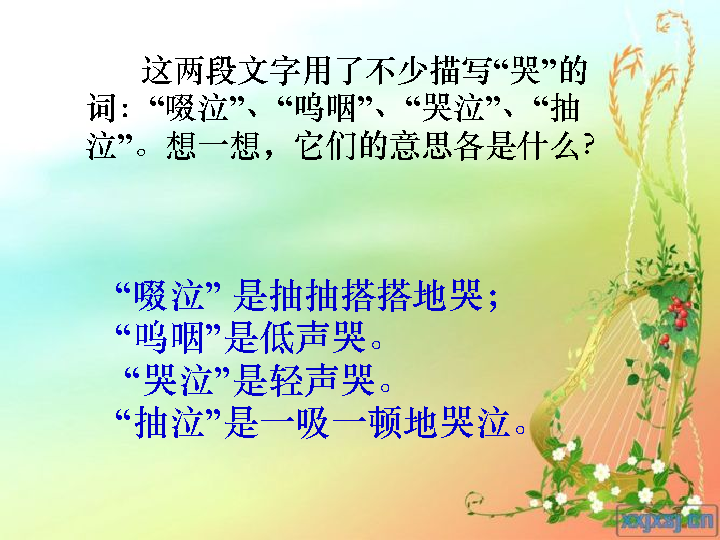 这两段文字用了不少描写“哭”的
词：“啜泣”、“呜咽”、“哭泣”、“抽
泣”。想一想，它们的意思各是什么?
“啜泣” 是抽抽搭搭地哭；
“呜咽”是低声哭。
“哭泣”是轻声哭。
“抽泣”是一吸一顿地哭泣。